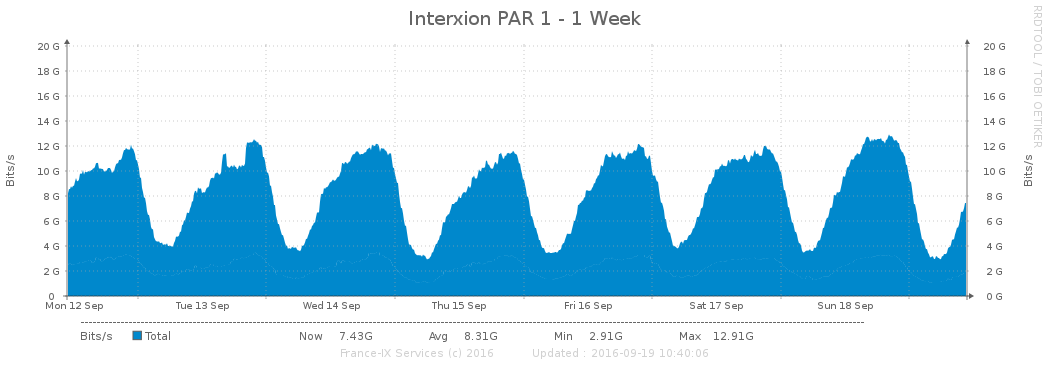 Interxion PAR 1 - 1 Week
RRDTOOL / TOBI OETIKER
Bits/s
Bits/s
20 G 20 G
18 G 18 G
16 G 16 G
14 G 14 G
12 G 12 G
10 G 10 G
8 G 8 G
6 G 6 G
4 G 4 G
2 G 2 G
0 0 G
Mon 12 Sep Tue 13 Sep Wed 14 Sep Thu 15 Sep Fri 16 Sep Sat 17 Sep Sun 18 Sep
Bits/s Total Now 7.43G Avg 8.31G Min 2.91G Max 12.91G
France-IX Services (c) 2016 Updated : 2016-09-19 10:40:06